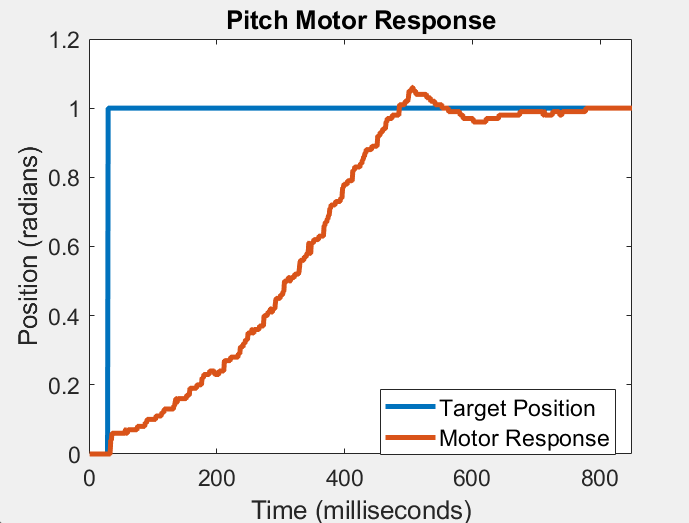 Pitch Motor Response
1.2
1
0.8
0.6
0.4
0.2
0
Position (radians)
Target Position
Motor Response
0 200 400 600 800
Time (milliseconds)